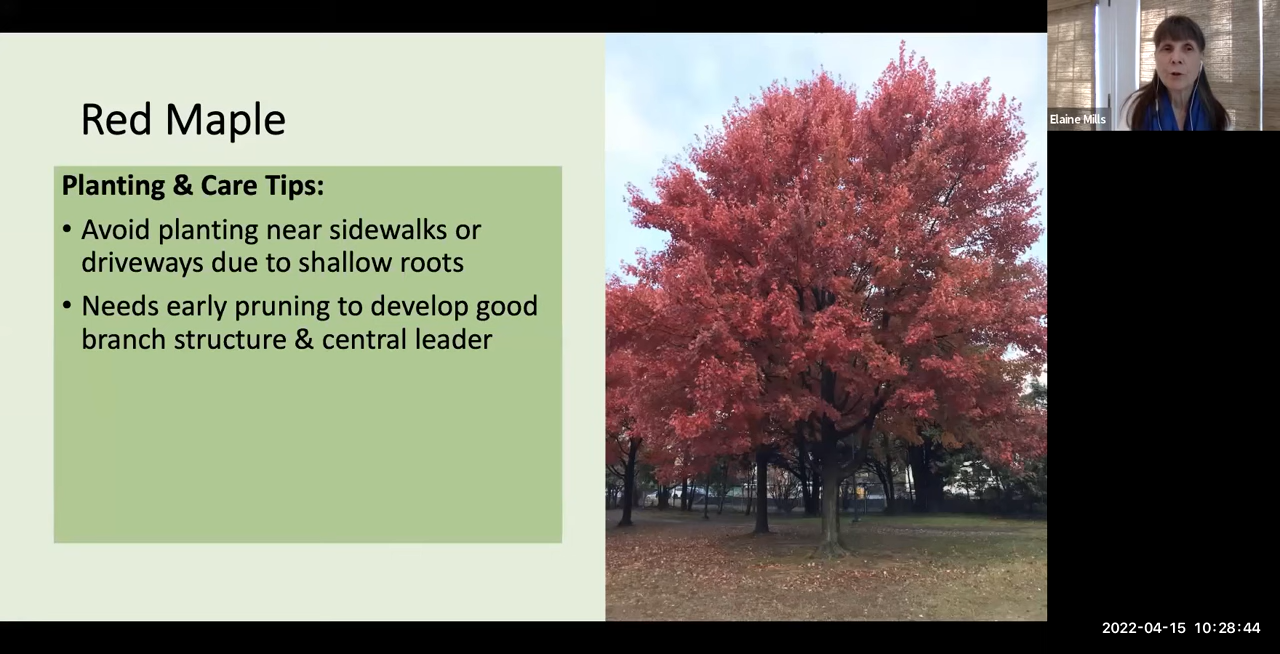 Red Maple
Planting & Care Tips:
• Avoid planting near sidewalks or
driveways due to shallow roots
• Needs early pruning to develop good
branch structure & central leader
Elaine Mills
2022-04-15 10:28:44